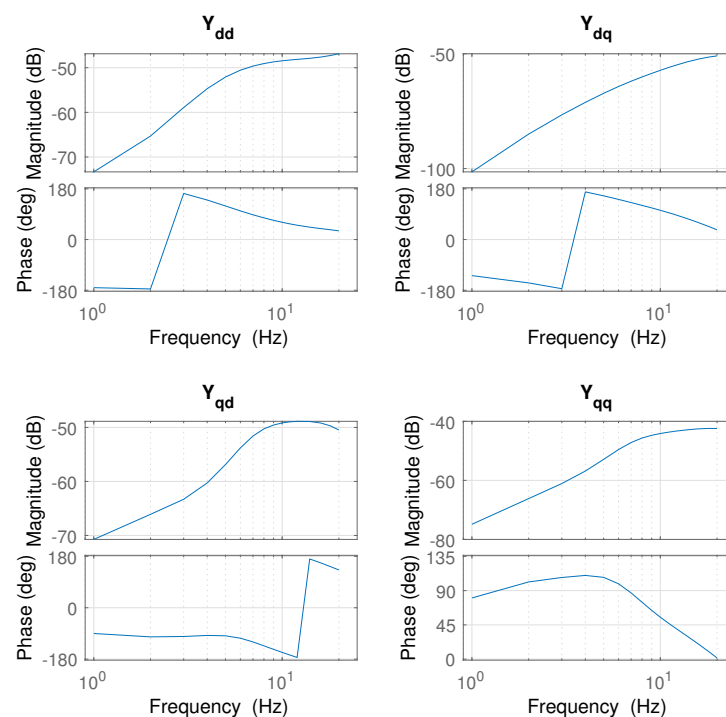 Y_dd
Magnitude (dB)
-50
-60
-70
Phase (deg)
180
0
-180
10^0
10^1
Frequency (Hz)
Y_dq
Magnitude (dB)
-50
-100
Phase (deg)
180
0
-180
10^0
10^1
Frequency (Hz)
Y_qd
Magnitude (dB)
-50
-60
-70
Phase (deg)
180
0
-180
10^0
10^1
Frequency (Hz)
Y_qq
Magnitude (dB)
-40
-60
-80
Phase (deg)
135
90
45
0
10^0
10^1
Frequency (Hz)